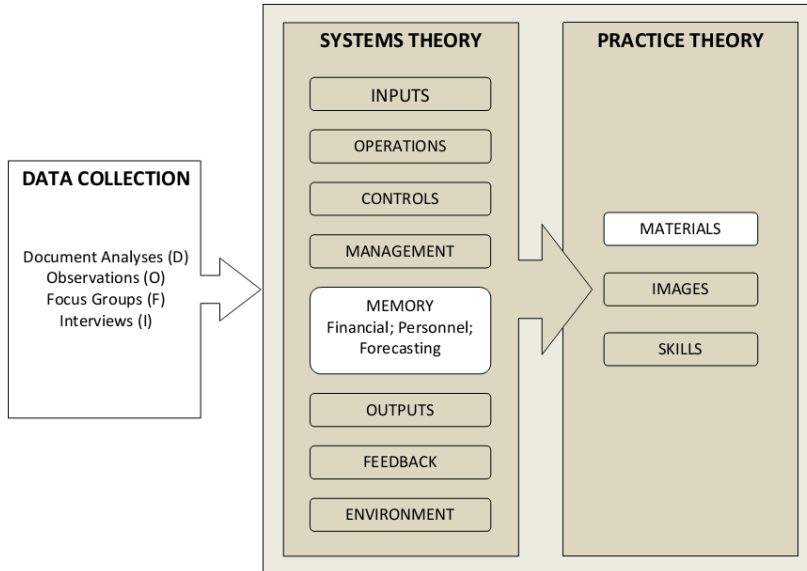 DATA COLLECTION
Document Analyses (D)
Observations (O)
Focus Groups (F)
Interviews (I)
SYSTEMS THEORY
INPUTS
OPERATIONS
CONTROLS
MANAGEMENT
MEMORY
Financial; Personnel;
Forecasting
OUTPUTS
FEEDBACK
ENVIRONMENT
PRACTICE THEORY
MATERIALS
IMAGES
SKILLS